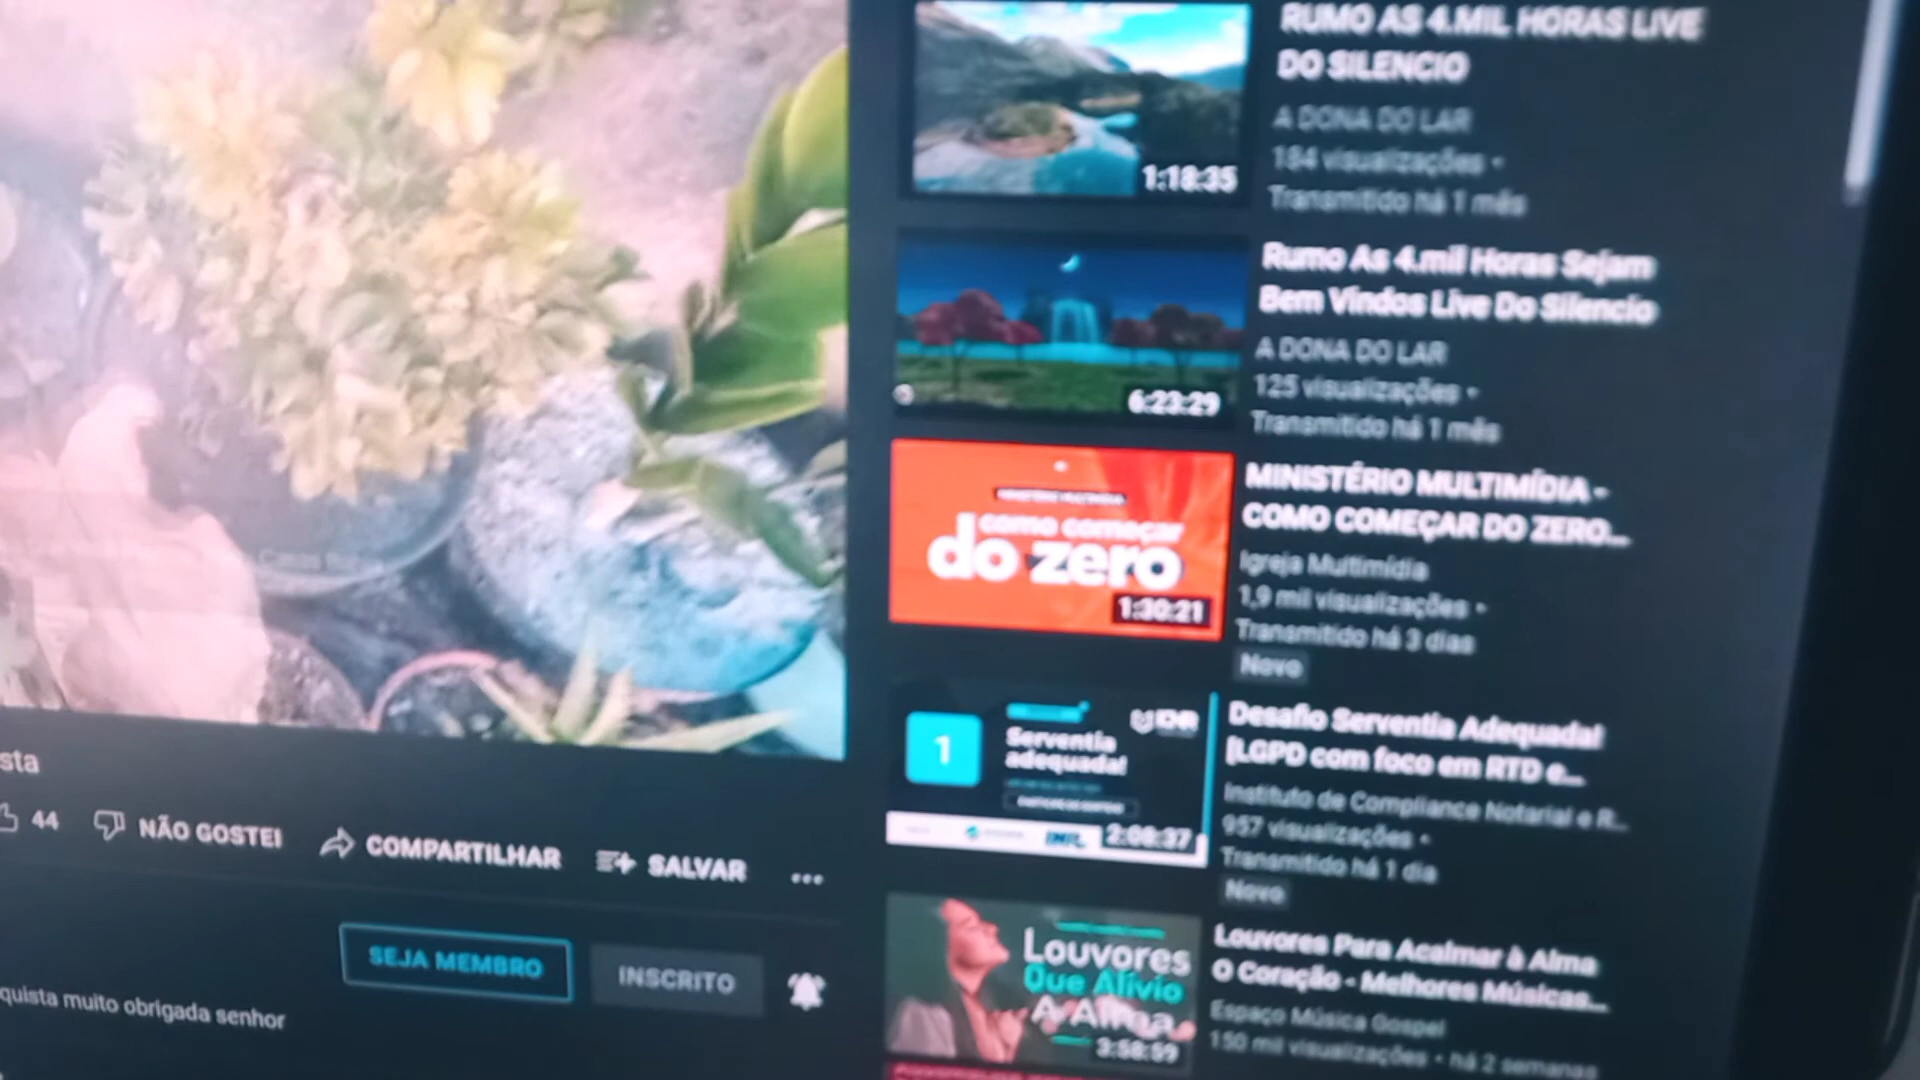 RUMO AS 4.MIL HORAS LIVE
DO SILENCIO
A DONA DO LAR
184 visualizações •
Transmitido há 1 mês
1:18:35
Rumo As 4.mil Horas Sejam
Bem Vindos Live Do Silencio
A DONA DO LAR
125 visualizações •
Transmitido há 1 mês
6:23:29
MINISTÉRIO MULTIMÍDIA -
COMO COMEÇAR DO ZERO...
Igreja Multimídia
1,9 mil visualizações •
Transmitido há 3 dias
Novo
como começar
do zero
1:30:21
Desafio Serventia Adequada!
[LGPD com foco em RTD e...
Instituto de Compliance Notarial e R...
957 visualizações •
Transmitido há 1 dia
Novo
1
Serventia
adequada!
2:08:37
Louvores Para Acalmar à Alma
O Coração - Melhores Músicas...
Espaço Música Gospel
150 mil visualizações • há 2 semanas
Louvores
Que Alívio
A Alma
3:58:59
sta
44
NÃO GOSTEI
COMPARTILHAR
SALVAR
...
SEJA MEMBRO
INSCRITO
quista muito obrigada senhor